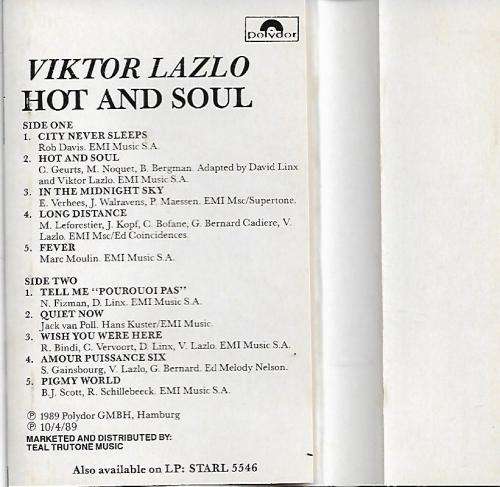 polydor
VIKTOR LAZLO
HOT AND SOUL
SIDE ONE
1. CITY NEVER SLEEPS
Rob Davis. EMI Music S.A.
2. HOT AND SOUL
C. Geurts, M. Noquet, B. Bergman. Adapted by David Linx
and Viktor Lazlo. EMI Music S.A.
3. IN THE MIDNIGHT SKY
E. Verhees, J. Walravens, P. Maessen. EMI Msc/Supertone.
4. LONG DISTANCE
M. Leforestier, J. Kopf, C. Bofane, G. Bernard Cadiere, V.
Lazlo. EMI Msc/Ed Coincidences
5. FEVER
Marc Moulin. EMI Music S.A.
SIDE TWO
1. TELL ME "POUROUOI PAS"
N. Fizman, D. Linx. EMI Music S.A.
2. QUIET NOW
Jack van Poll. Hans Kuster/EMI Music.
3. WISH YOU WERE HERE
R. Bindi, C. Vervoort, D. Linx, V. Lazlo. EMI Music S.A.
4. AMOUR PUISSANCE SIX
S. Gainsbourg, V. Lazlo, G. Bernard. Ed Melody Nelson.
5. PIGMY WORLD
B.J. Scott, R. Schillebeeck. EMI Music S.A.
℗ 1989 Polydor GMBH, Hamburg
℗ 10/4/89
MARKETED AND DISTRIBUTED BY:
TEAL TRUTONE MUSIC
Also available on LP: STARL 5546